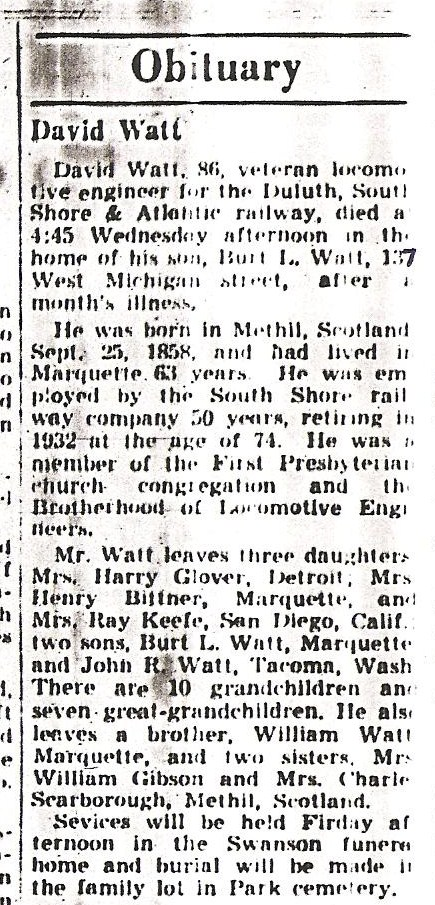 Obituary
David Watt
David Watt, 86, veteran locomo
tive engineer for the Duluth, Soutl
Shore & Atlantic railway, died a
4:45 Wednesday afternoon in th
home of his son, Burt L. Watt, 137
West Michigan street, after
month's illness.
He was born in Methil, Scotland
Sept. 25, 1858, and had lived i
Marquette 63 years. He was em
ployed by the South Shore rail
way company 50 years, retiring in
1932 at the age of 74. He was a
member of the First Presbyterian
church congregation and th
Brotherhood of Locomotive Engi
neers.
Mr. Watt leaves three daughters
Mrs. Harry Glover, Detroit, Mrs
Henry Bittner, Marquette, and
Mrs. Ray Keefe, San Diego, Calif.
two sons, Burt L. Watt, Marquette
and John R. Watt, Tacoma, Wash
There are 10 grandchildren and
seven great-grandchildren. He also
leaves a brother, William Watt
Marquette, and two sisters, Mrs
William Gibson and Mrs. Charle
Scarborough, Methil, Scotland.
Sevices will be held Firday af
ternoon in the Swanson funera
home and burial will be made i
the family lot in Park cemetery.